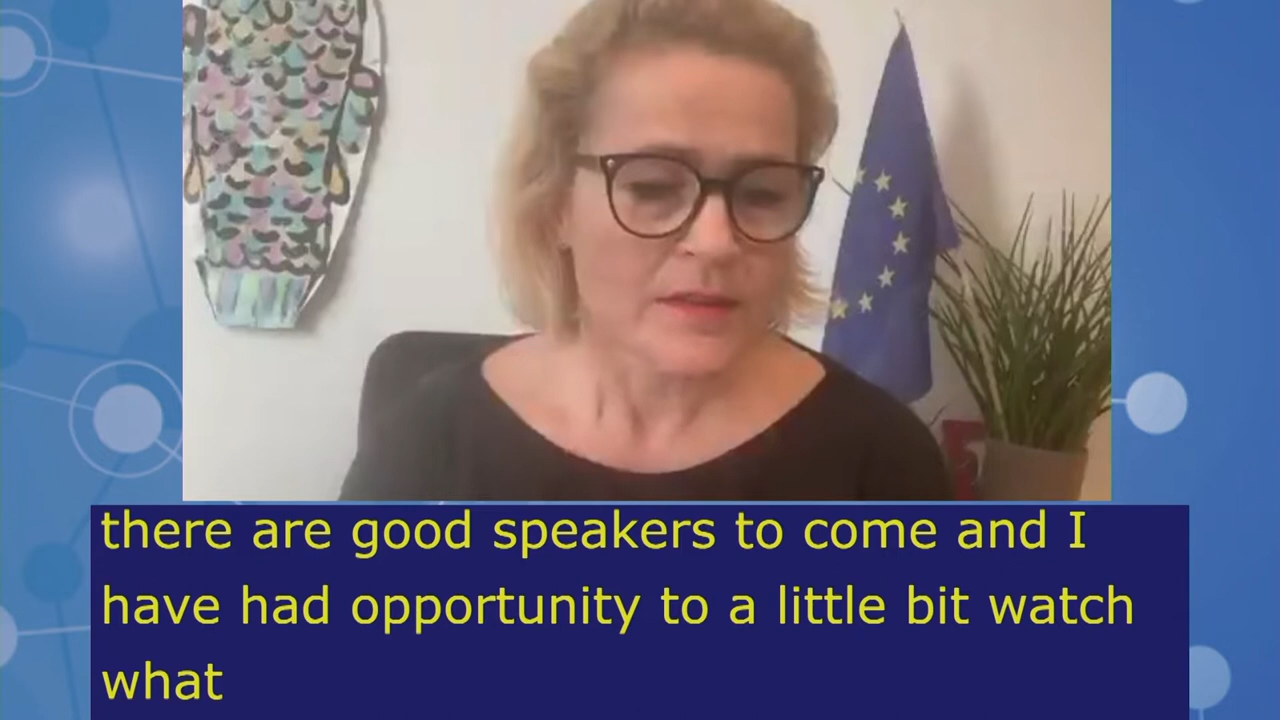 there are good speakers to come and I
have had opportunity to a little bit watch
what